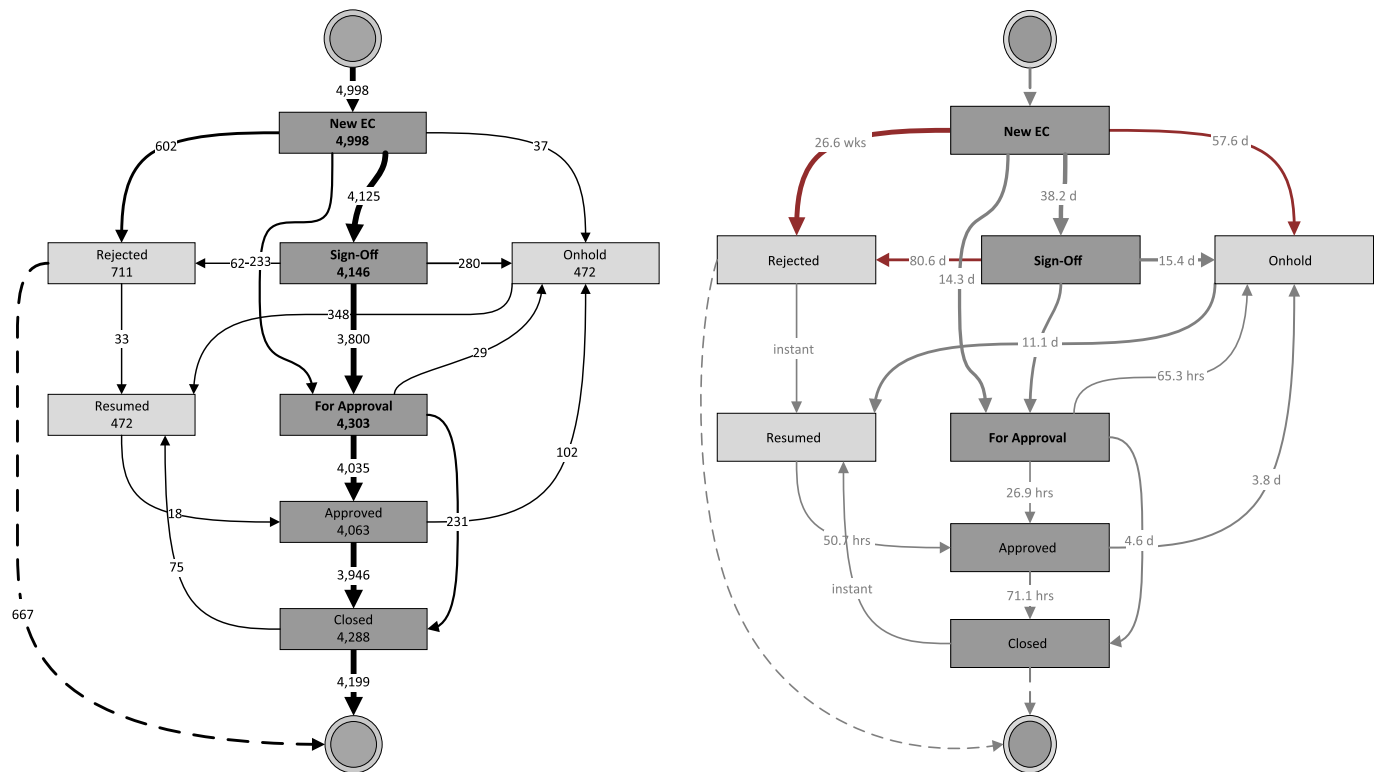 4,998
New EC
4,998
602
37
4,125
Rejected
711
62
233
Sign-Off
4,146
280
Onhold
472
348
33
3,800
29
Resumed
472
For Approval
4,303
4,035
102
18
Approved
4,063
231
75
3,946
Closed
4,288
667
4,199
New EC
26.6 wks
57.6 d
38.2 d
Rejected
80.6 d
14.3 d
Sign-Off
15.4 d
Onhold
instant
11.1 d
65.3 hrs
Resumed
For Approval
26.9 hrs
3.8 d
50.7 hrs
Approved
4.6 d
instant
71.1 hrs
Closed